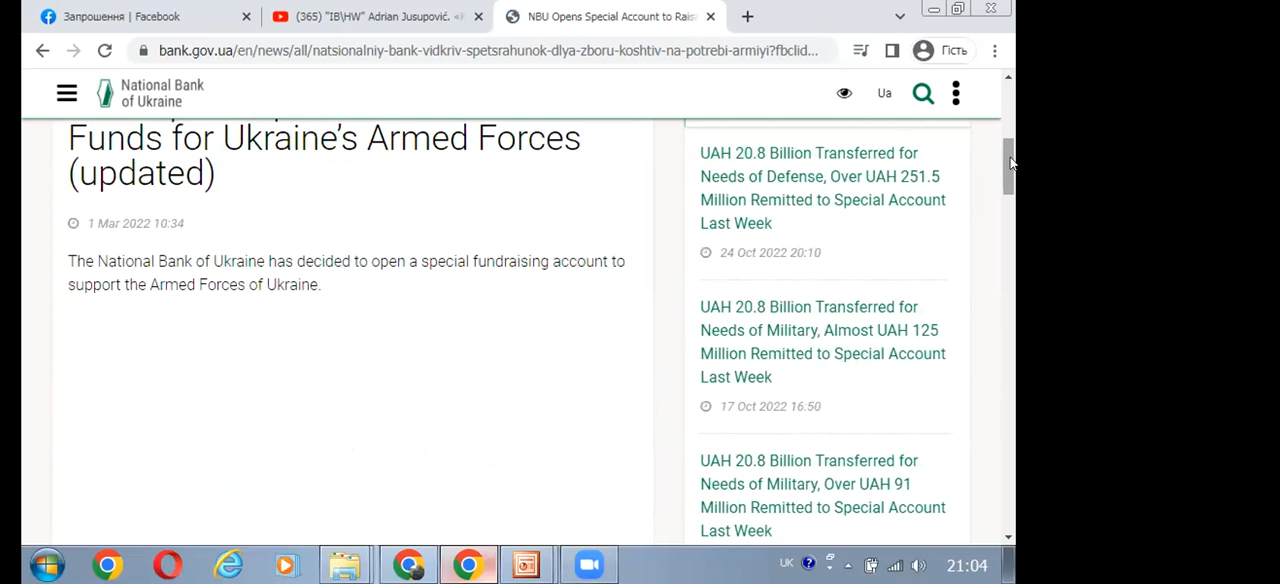 Запрошення | Facebook
(365) "IB\HW" Adrian Jusupović. «
NBU Opens Special Account to Rais
bank.gov.ua/en/news/all/natsionalniy-bank-vidkriv-spetsrahunok-dlya-zboru-koshtiv-na-potrebi-armiyi?fbclid...
Гість
National Bank
of Ukraine
Ua
Funds for Ukraine's Armed Forces
(updated)
1 Mar 2022 10:34
The National Bank of Ukraine has decided to open a special fundraising account to
support the Armed Forces of Ukraine.
UAH 20.8 Billion Transferred for
Needs of Defense, Over UAH 251.5
Million Remitted to Special Account
Last Week
24 Oct 2022 20:10
UAH 20.8 Billion Transferred for
Needs of Military, Almost UAH 125
Million Remitted to Special Account
Last Week
17 Oct 2022 16:50
UAH 20.8 Billion Transferred for
Needs of Military, Over UAH 91
Million Remitted to Special Account
Last Week
UK
21:04